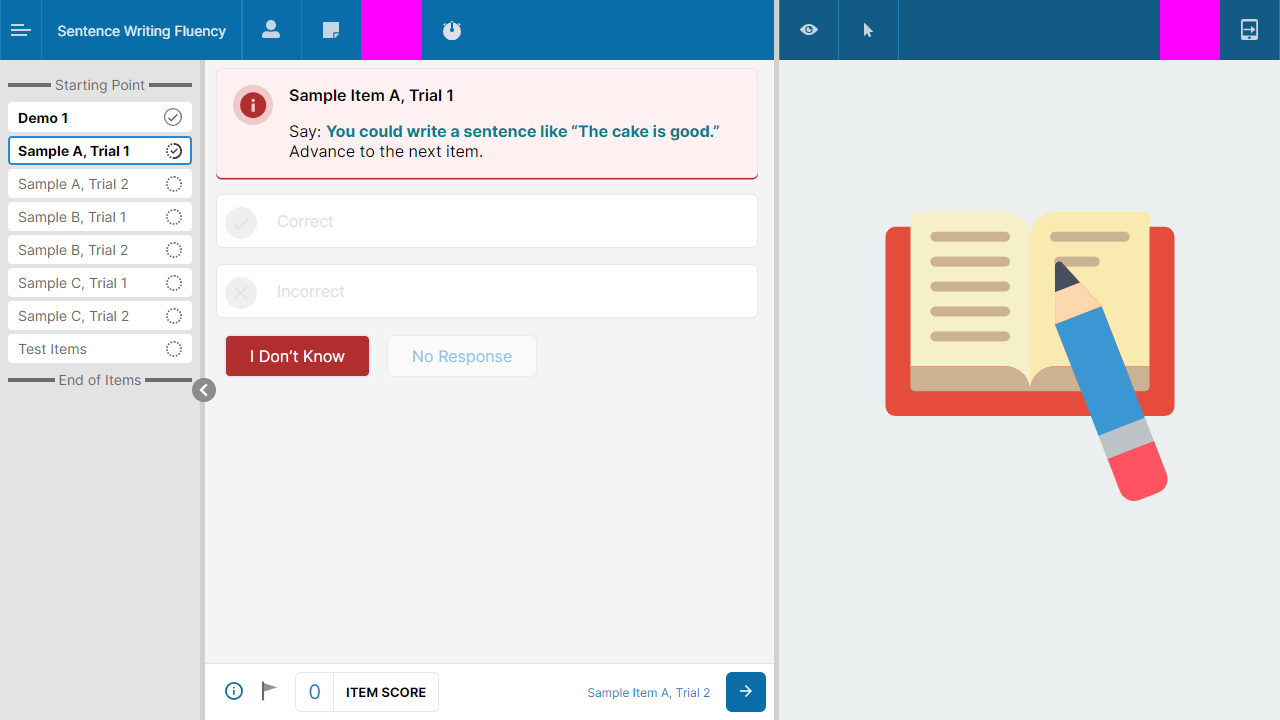 Sentence Writing Fluency
Starting Point
Demo 1
Sample A, Trial 1
Sample A, Trial 2
Sample B, Trial 1
Sample B, Trial 2
Sample C, Trial 1
Sample C, Trial 2
Test Items
End of Items
Sample Item A, Trial 1
Say: You could write a sentence like “The cake is good.”
Advance to the next item.
Correct
Incorrect
I Don’t Know
No Response
0
ITEM SCORE
Sample Item A, Trial 2